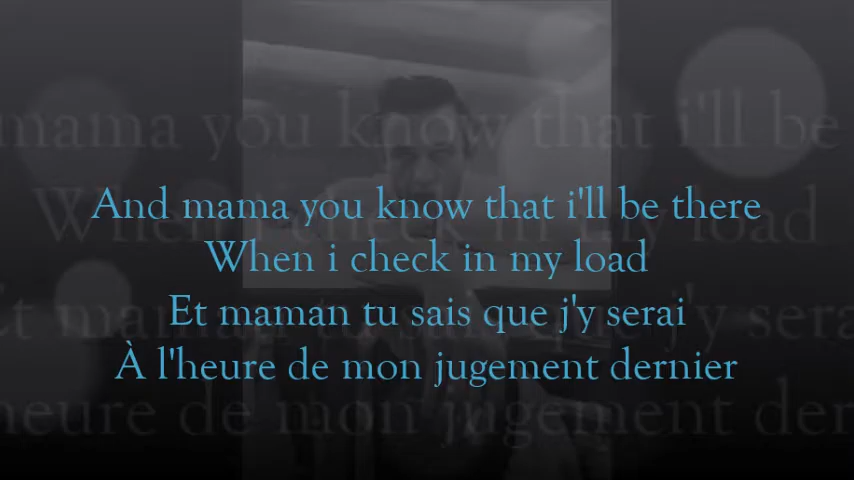 And mama you know that i'll be there
When i check in my load
Et maman tu sais que j'y serai
À l'heure de mon jugement dernier